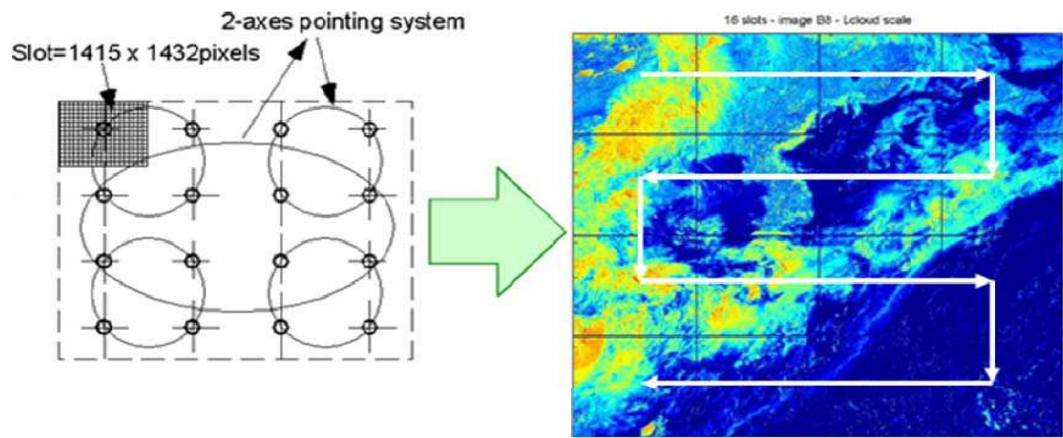 2-axes pointing system
Slot=1415 x 1432pixels
16 slots - image B8 - Lcloud scale